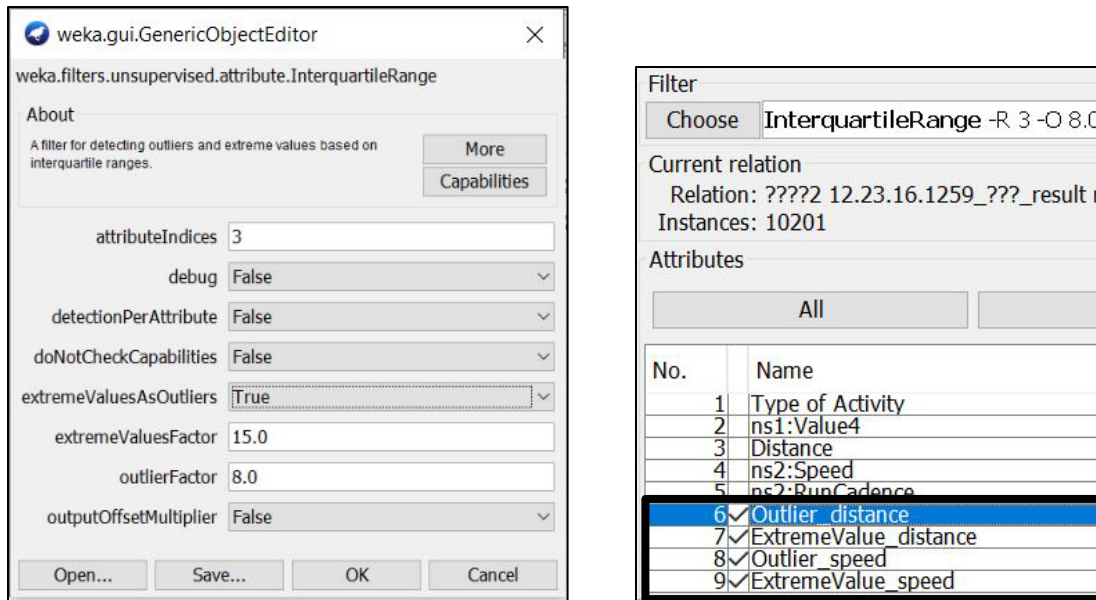 weka.gui.GenericObjectEditor
weka.filters.unsupervised.attribute.InterquartileRange
About
A filter for detecting outliers and extreme values based on
interquartile ranges.
More
Capabilities
attributeIndices 3
debug False
detectionPerAttribute False
doNotCheckCapabilities False
extremeValuesAsOutliers True
extremeValuesFactor 15.0
outlierFactor 8.0
outputOffsetMultiplier False
Open... Save... OK Cancel
Filter
Choose InterquartileRange -R 3 -O 8.0
Current relation
Relation: ????2 12.23.16.1259_???_result
Instances: 10201
Attributes
All
No. Name
1 Type of Activity
2 ns1:Value4
3 Distance
4 ns2:Speed
5 ns2:RunCadence
6 Outlier_distance
7 ExtremeValue_distance
8 Outlier_speed
9 ExtremeValue_speed